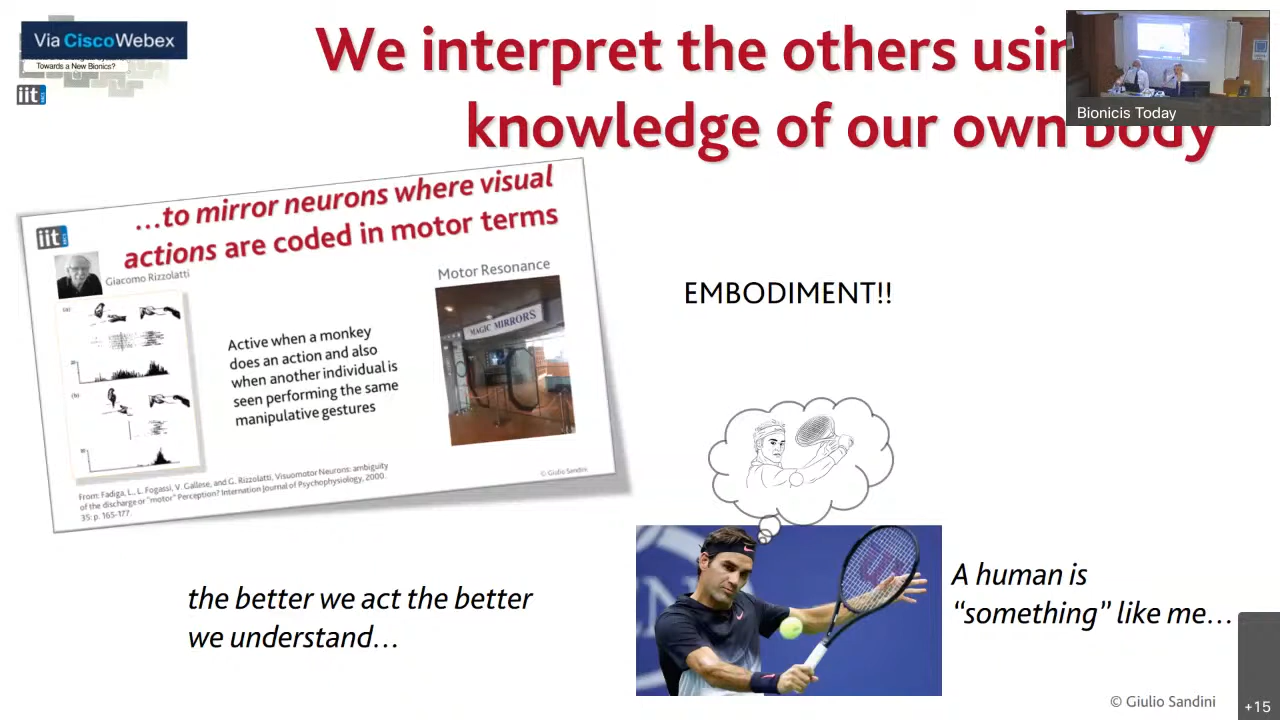 Via Cisco Webex
Towards a New Bionics?
iit
We interpret the others usin
knowledge of our own body
Bionicis Today
...to mirror neurons where visual
actions are coded in motor terms
iit
Giacomo Rizzolatti
Motor Resonance
(a)
(b)
MAGIC MIRRORS
Active when a monkey
does an action and also
when another individual is
seen performing the same
manipulative gestures
From: Fadiga, L., L. Fogassi, V. Gallese, and G. Rizzolatti, Visuomotor Neurons: ambiguity
of the discharge or "motor" Perception? Internation Journal of Psychophysiology, 2000.
35: p. 165-177.
© Giulio Sandini
EMBODIMENT!!
the better we act the better
we understand...
A human is
“something” like me...
© Giulio Sandini
+15